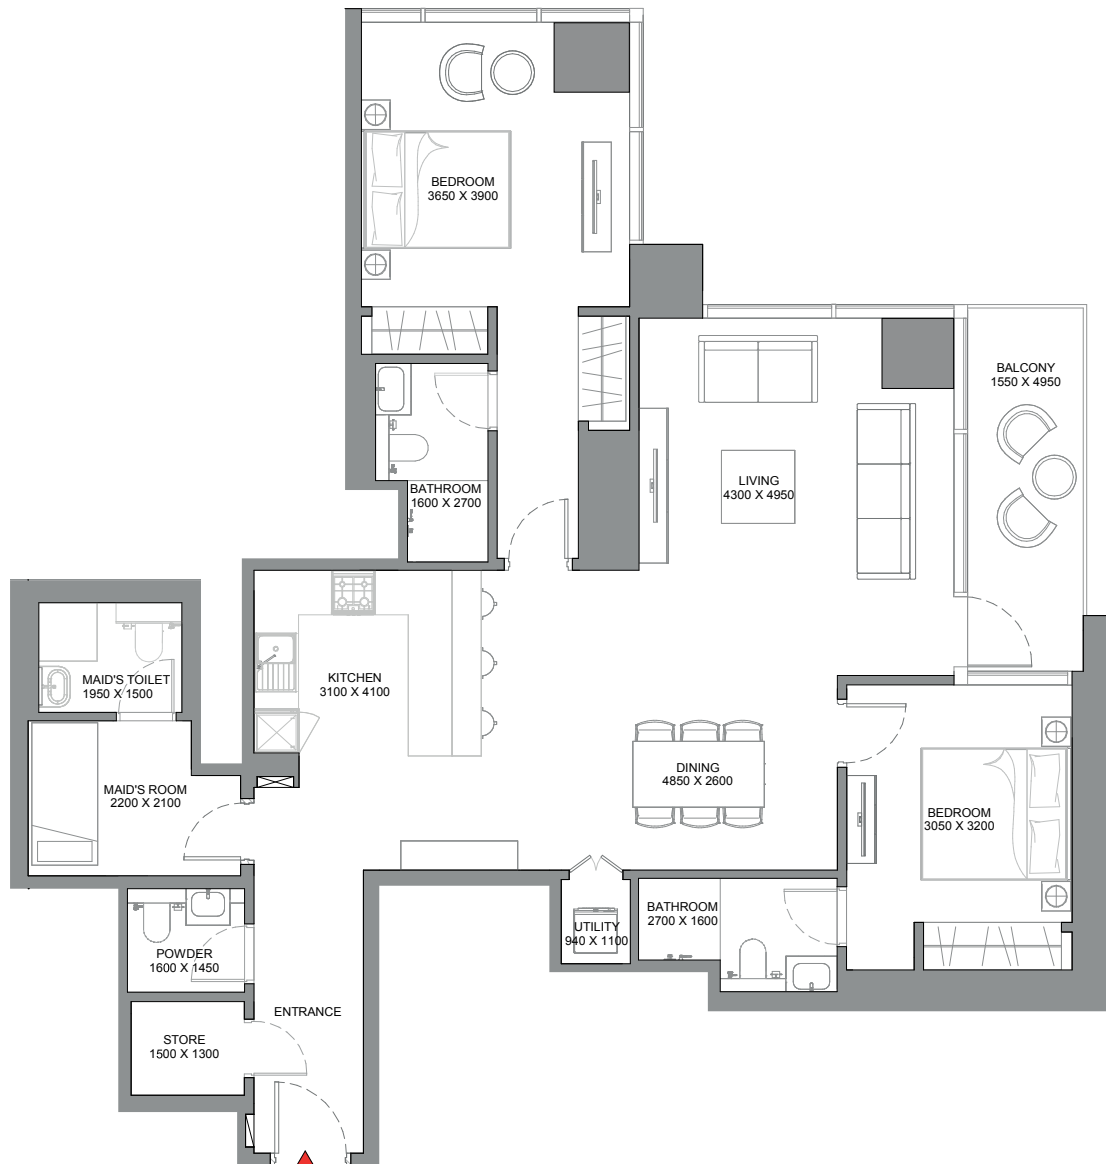 BEDROOM
3650 X 3900
BALCONY
1550 X 4950
LIVING
4300 X 4950
BATHROOM
1600 X 2700
MAID'S TOILET
1950 X 1500
KITCHEN
3100 X 4100
DINING
4850 X 2600
MAID'S ROOM
2200 X 2100
BEDROOM
3050 X 3200
BATHROOM
2700 X 1600
UTILITY
940 X 1100
POWDER
1600 X 1450
ENTRANCE
STORE
1500 X 1300